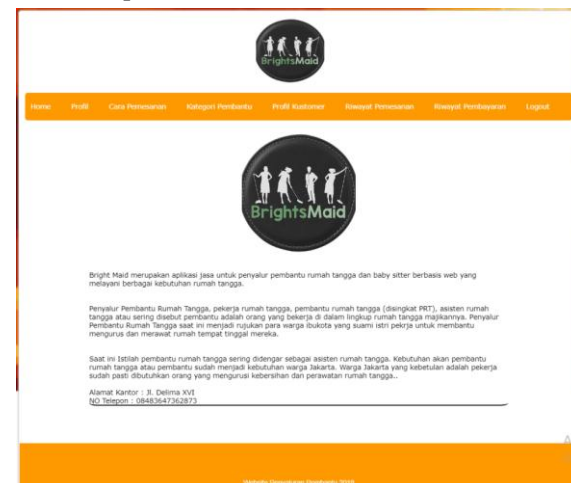 BrightsMaid
Home Profil Cara Pemesanan Kategori Pembantu Profil Kustomer Riwayat Pemesanan Riwayat Pembayaran Logout
BrightsMaid
Bright Maid merupakan aplikasi jasa untuk penyalur pembantu rumah tangga dan baby sitter berbasis web yang
melayani berbagai kebutuhan rumah tangga.
Penyalur Pembantu Rumah Tangga, pekerja rumah tangga, pembantu rumah tangga (disingkat PRT), asisten rumah
tangga atau sering disebut pembantu adalah orang yang bekerja di dalam lingkup rumah tangga majikannya. Penyalur
Pembantu Rumah Tangga saat ini menjadi rujukan para warga ibukota yang suami istri pekrja untuk membantu
mengurus dan merawat rumah tempat tinggal mereka.
Saat ini Istilah pembantu rumah tangga sering didengar sebagai asisten rumah tangga. Kebutuhan akan pembantu
rumah tangga atau pembantu sudah menjadi kebutuhan warga Jakarta. Warga Jakarta yang kebetulan adalah pekerja
sudah pasti dibutuhkan orang yang mengurusi kebersihan dan perawatan rumah tangga..
Alamat Kantor : Jl. Delima XVI
NO Telepon : 08483647362873